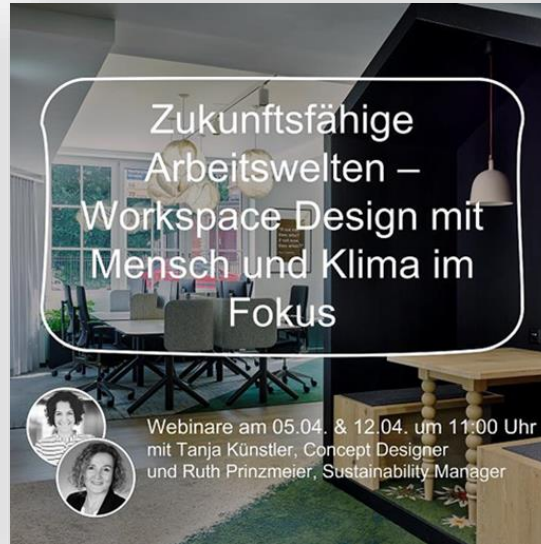 Zukunftsfähige
Arbeitswelten –
Workspace Design mit
Mensch und Klima im
Fokus
Webinare am 05.04. & 12.04. um 11:00 Uhr
mit Tanja Künstler, Concept Designer
und Ruth Prinzmeier, Sustainability Manager